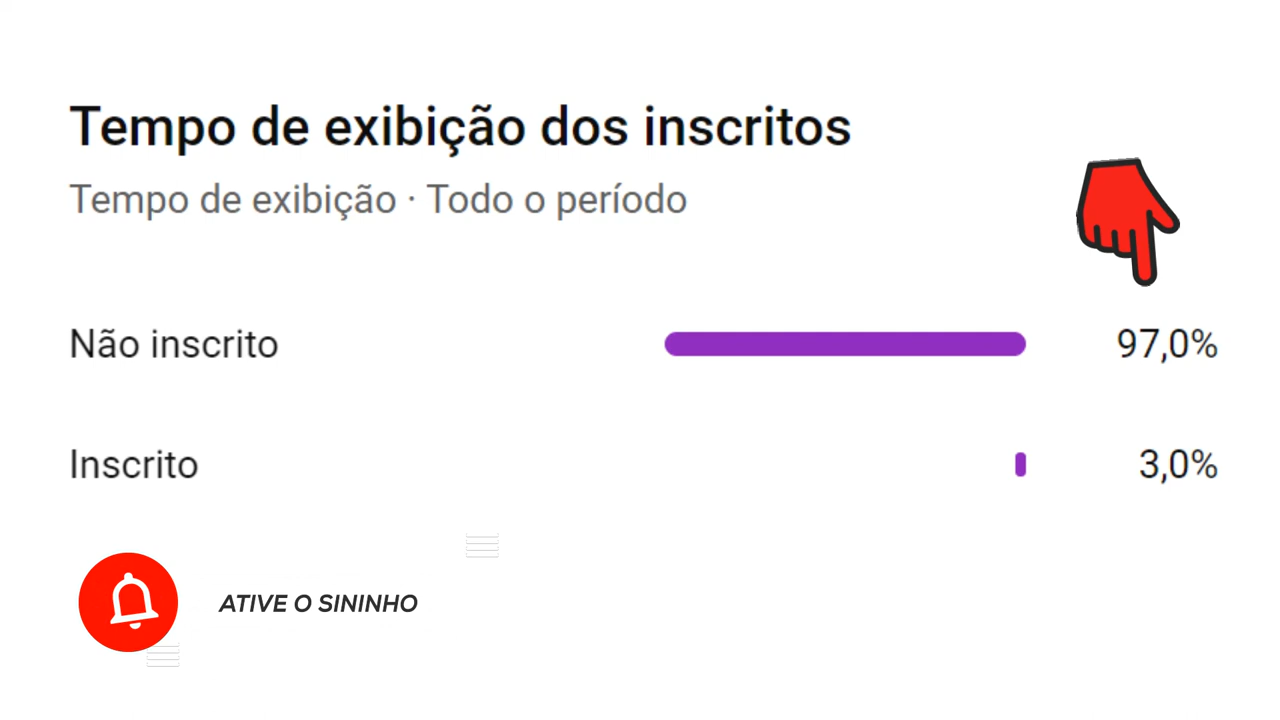 Tempo de exibição dos inscritos
Tempo de exibição · Todo o período
Não inscrito 97,0%
Inscrito 3,0%
ATIVE O SININHO